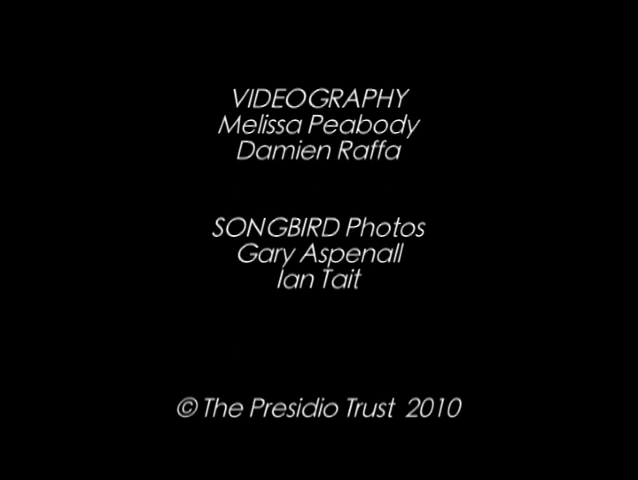 VIDEOGRAPHY
Melissa Peabody
Damien Raffa
SONGBIRD Photos
Gary Aspenall
Ian Tait
© The Presidio Trust 2010